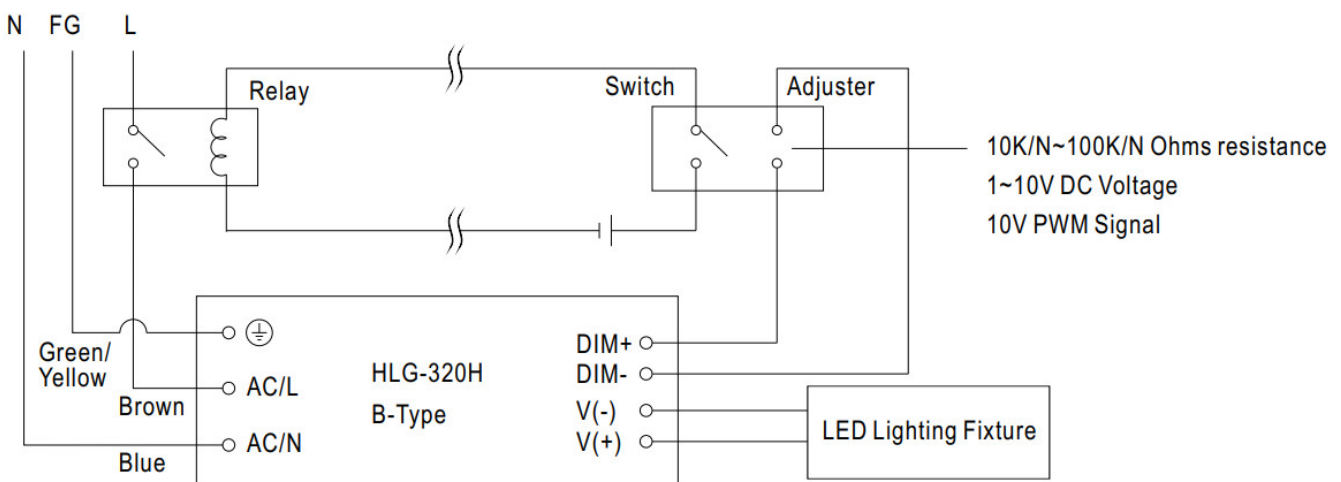 N FG L
Relay
Switch
Adjuster
10K/N~100K/N Ohms resistance
1~10V DC Voltage
10V PWM Signal
Green/
Yellow
Brown
Blue
AC/L
AC/N
HLG-320H
B-Type
DIM+
DIM-
V(-)
V(+)
LED Lighting Fixture